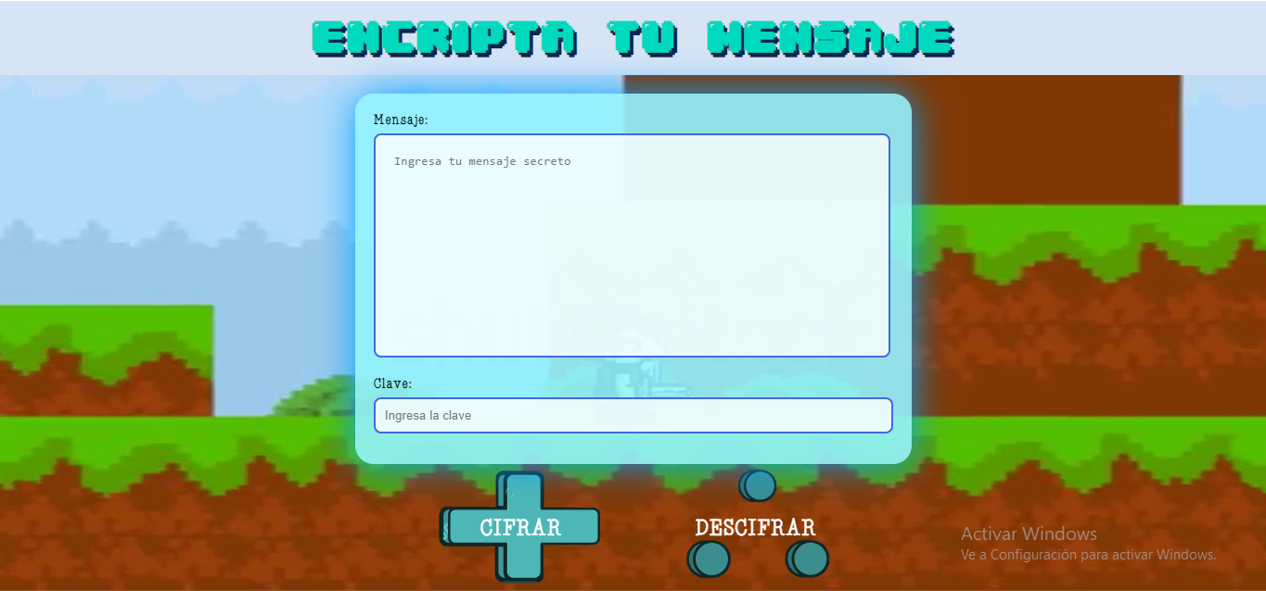 ENCRIPTA TU MENSAJE
Mensaje:
Ingresa tu mensaje secreto
Clave:
Ingresa la clave
CIFRAR
DESCIFRAR
Activar Windows
Ve a Configuración para activar Windows.